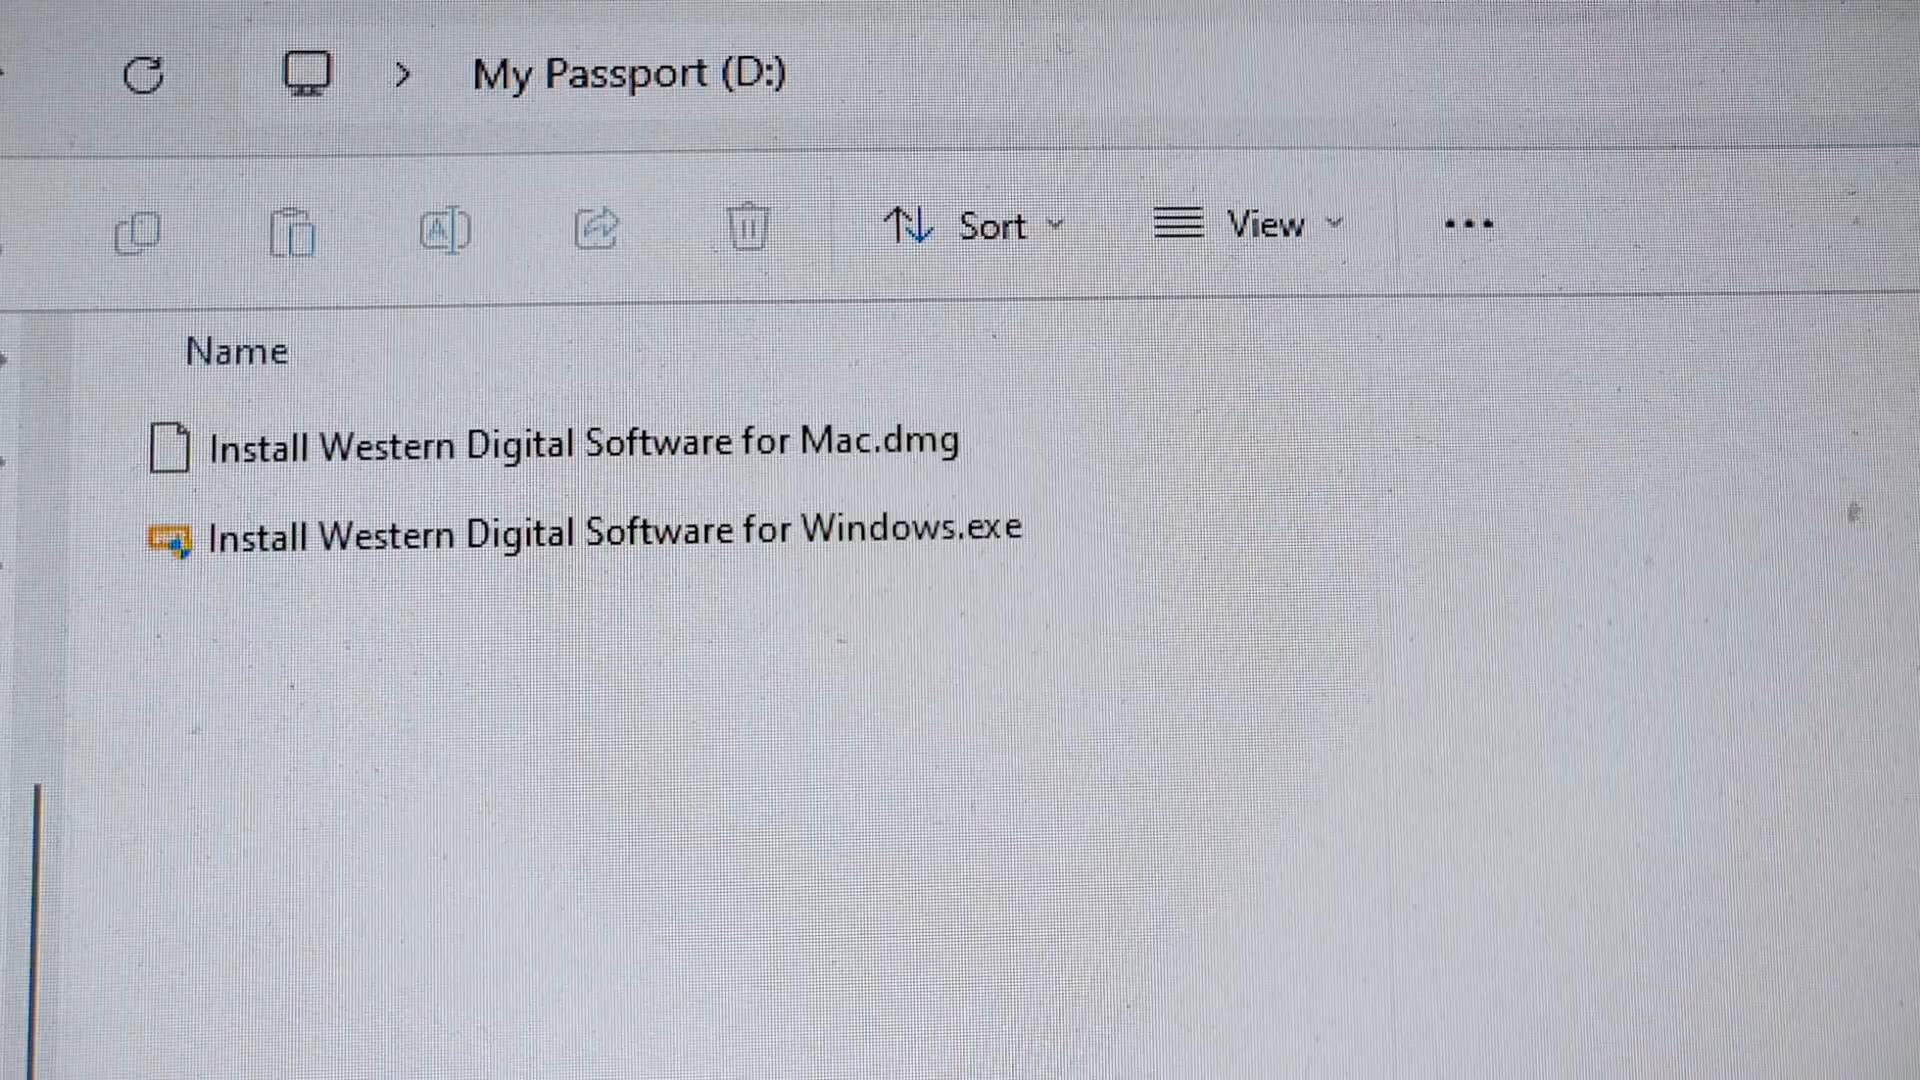 My Passport (D:)
Sort
View
Name
Install Western Digital Software for Mac.dmg
Install Western Digital Software for Windows.exe